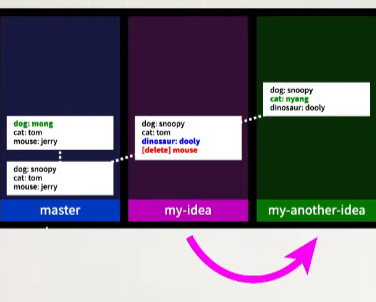 dog: mong
cat: tom
mouse: jerry
dog: snoopy
cat: tom
mouse: jerry
master
dog: snoopy
cat: tom
dinosaur: dooly
[delete] mouse
my-idea
dog: snoopy
cat: nyang
dinosaur: dooly
my-another-idea